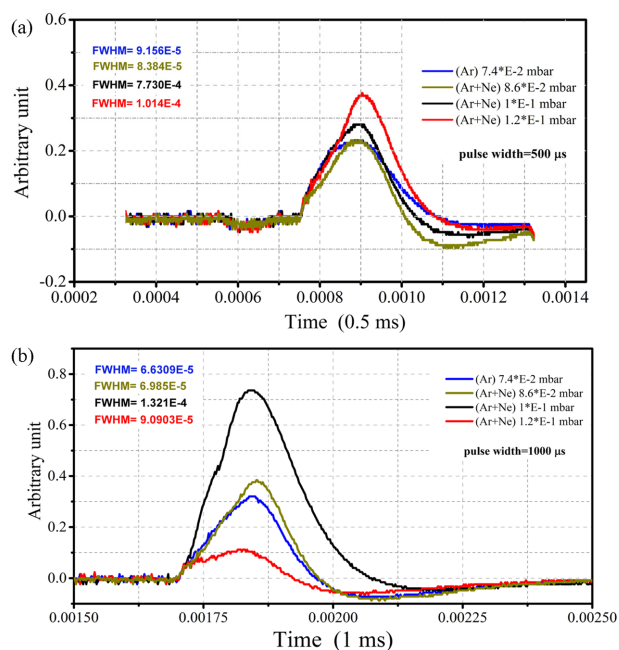 (a)
0.6
0.4
0.2
0.0
-0.2
Arbitrary unit
FWHM= 9.156E-5
FWHM= 8.384E-5
FWHM= 7.730E-4
FWHM= 1.014E-4
(Ar) 7.4*E-2 mbar
(Ar+Ne) 8.6*E-2 mbar
(Ar+Ne) 1*E-1 mbar
(Ar+Ne) 1.2*E-1 mbar
pulse width=500 μs
0.0002 0.0004 0.0006 0.0008 0.0010 0.0012 0.0014
Time (0.5 ms)
(b)
0.8
0.6
0.4
0.2
0.0
Arbitrary unit
FWHM= 6.6309E-5
FWHM= 6.985E-5
FWHM= 1.321E-4
FWHM= 9.0903E-5
(Ar) 7.4*E-2 mbar
(Ar+Ne) 8.6*E-2 mbar
(Ar+Ne) 1*E-1 mbar
(Ar+Ne) 1.2*E-1 mbar
pulse width=1000 μs
0.00150 0.00175 0.00200 0.00225 0.00250
Time (1 ms)